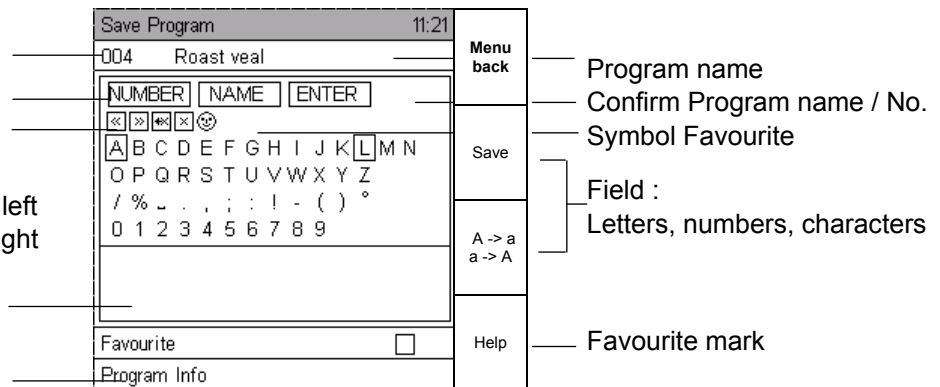 Save Program 11:21
004 Roast veal
NUMBER NAME ENTER
A B C D E F G H I J K L M N
O P Q R S T U V W X Y Z
/ % ⎵ . , ; : ! - ( ) °
0 1 2 3 4 5 6 7 8 9
Favourite
Program Info
Menu
back
Save
A -> a
a -> A
Help
left
ght
Program name
Confirm Program name / No.
Symbol Favourite
Field :
Letters, numbers, characters
Favourite mark